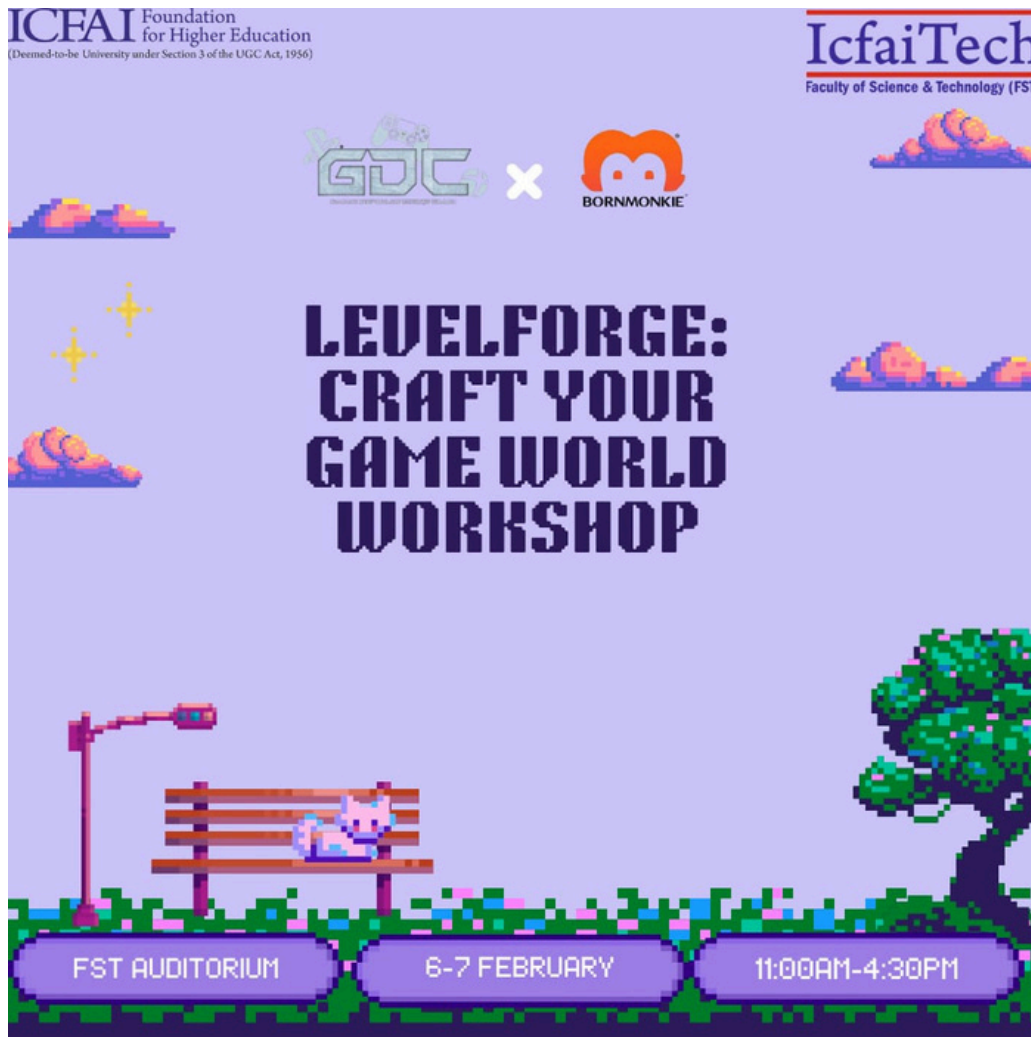 ICFAI Foundation
for Higher Education
(Deemed-to-be University under Section 3 of the UGC Act, 1956)
IcfaiTech
Faculty of Science & Technology (FST
GDC
X
BORNMONKIE
LEVELFORGE:
CRAFT YOUR
GAME WORLD
WORKSHOP
FST AUDITORIUM
6-7 FEBRUARY
11:00AM-4:30PM